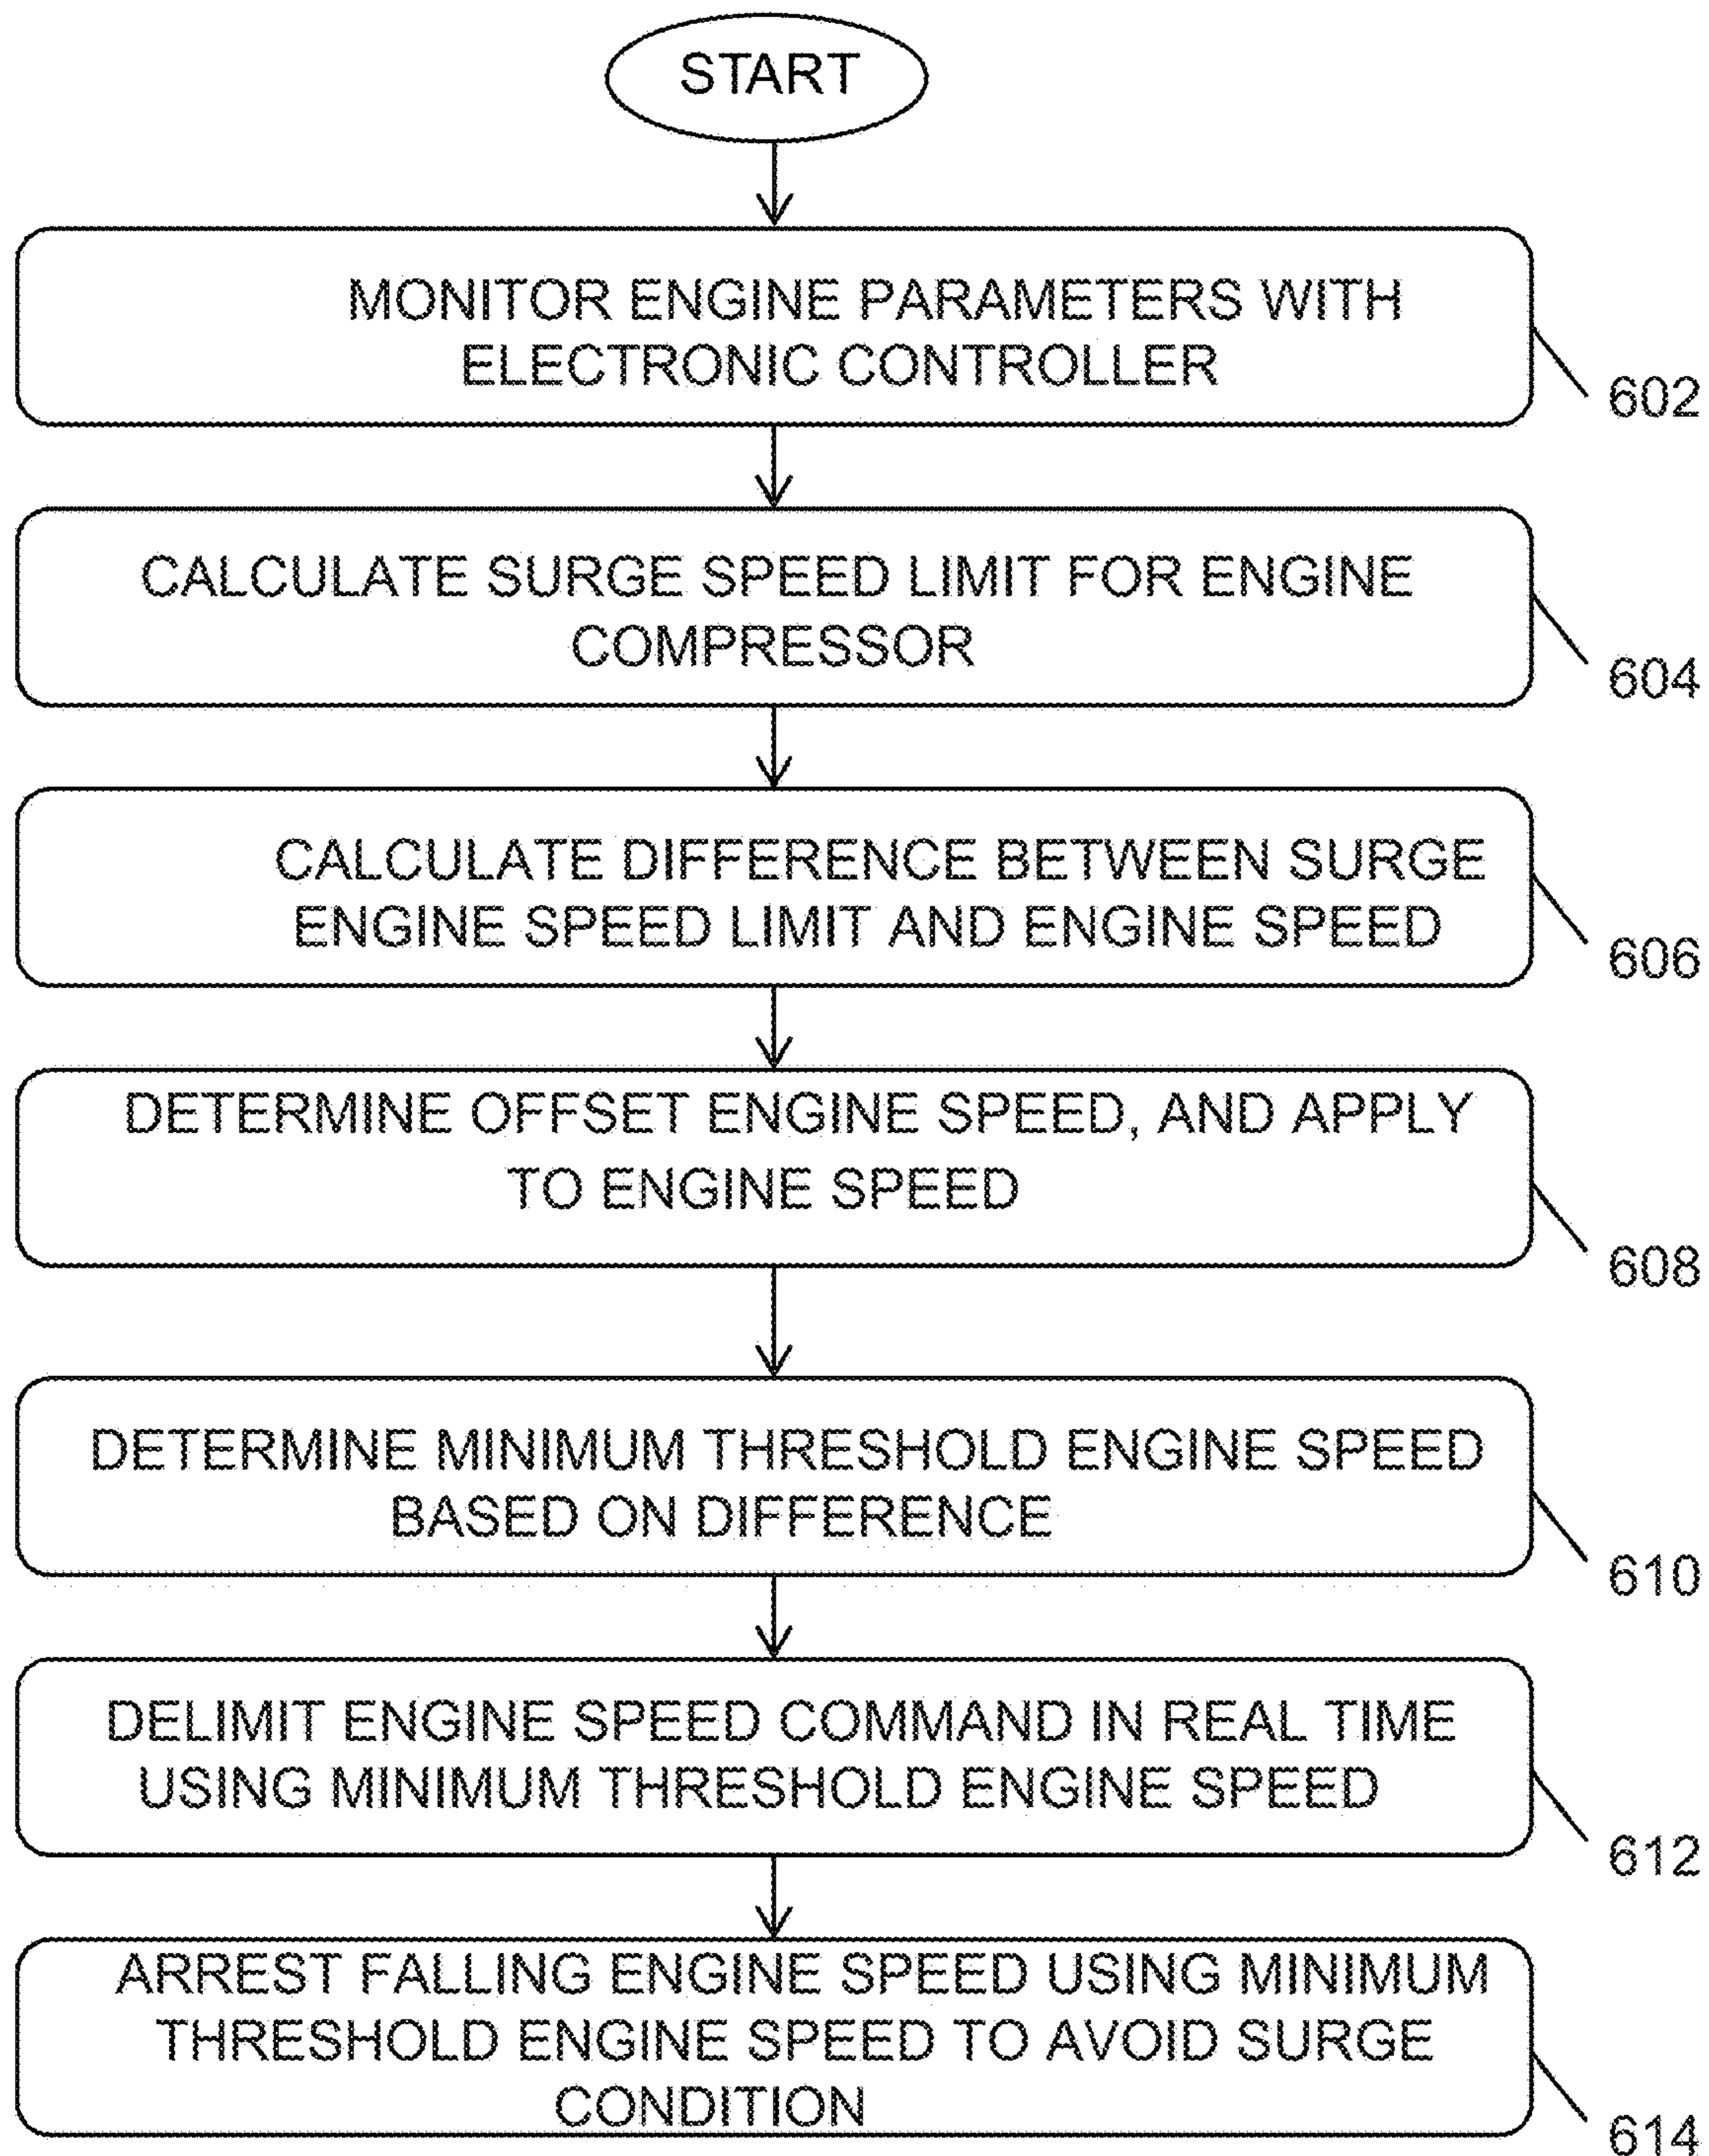 START
MONITOR ENGINE PARAMETERS WITH
ELECTRONIC CONTROLLER
602
CALCULATE SURGE SPEED LIMIT FOR ENGINE
COMPRESSOR
604
CALCULATE DIFFERENCE BETWEEN SURGE
ENGINE SPEED LIMIT AND ENGINE SPEED
606
DETERMINE OFFSET ENGINE SPEED, AND APPLY
TO ENGINE SPEED
608
DETERMINE MINIMUM THRESHOLD ENGINE SPEED
BASED ON DIFFERENCE
610
DELIMIT ENGINE SPEED COMMAND IN REAL TIME
USING MINIMUM THRESHOLD ENGINE SPEED
612
ARREST FALLING ENGINE SPEED USING MINIMUM
THRESHOLD ENGINE SPEED TO AVOID SURGE
CONDITION
614